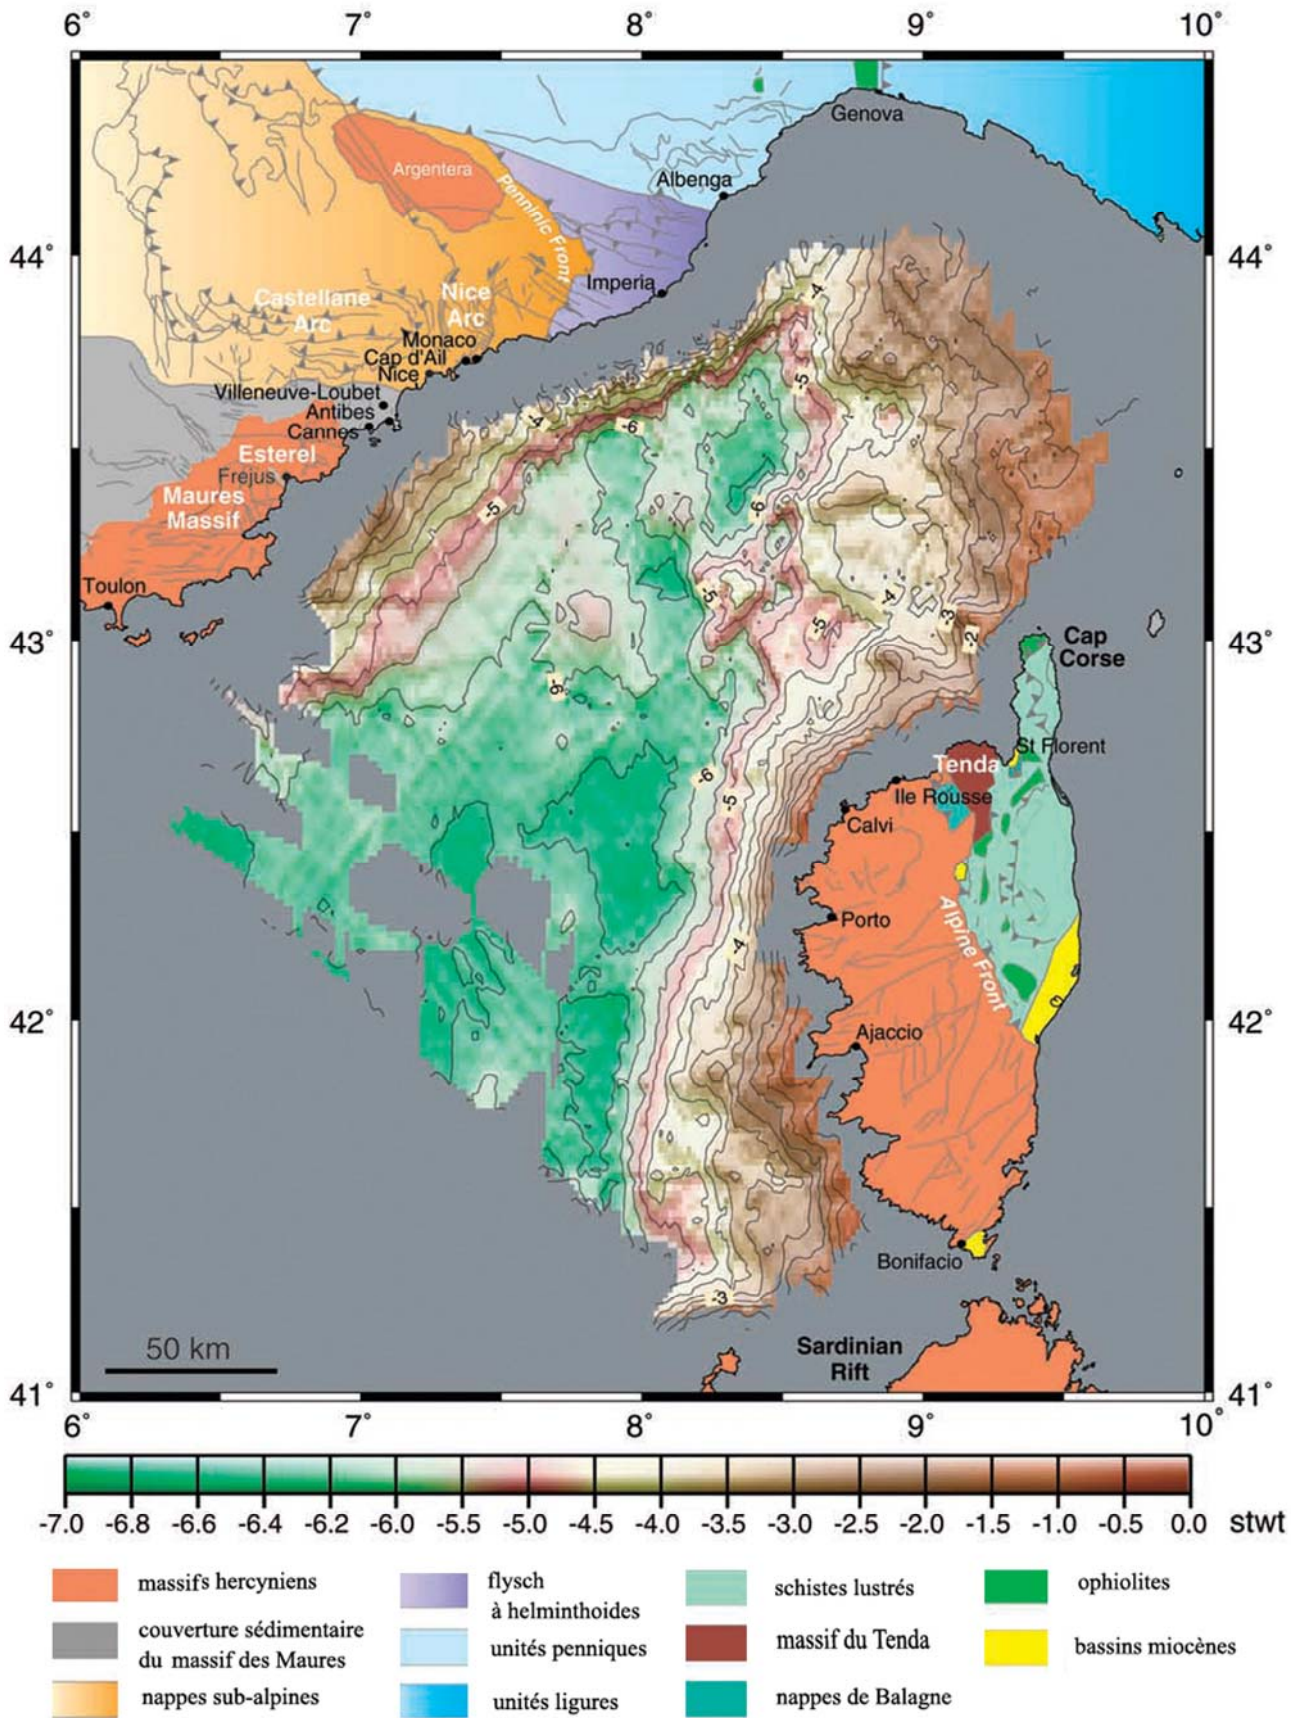 6° 7° 8° 9° 10°
Genova
Argentera
Albenga
Penninic Front
44° 44°
Imperia
-4
Castellane
Arc
Nice
Arc
Monaco
Cap d'Ail
Nice
-5
Villeneuve-Loubet
Antibes
Cannes
-4
-6
Esterel
Fréjus
Maures
Massif
-5
-6
Toulon
-5
-4
-3
-5
-2
43° 43°
Cap
Corse
-6
St Florent
Tenda
-6
Ile Rousse
-5
Calvi
Alpine Front
Porto
-4
42° 42°
Ajaccio
Bonifacio
-3
Sardinian
Rift
50 km
41° 41°
6° 7° 8° 9° 10°
-7.0 -6.8 -6.6 -6.4 -6.2 -6.0 -5.5 -5.0 -4.5 -4.0 -3.5 -3.0 -2.5 -2.0 -1.5 -1.0 -0.5 0.0 stwt
massifs hercyniens
couverture sédimentaire
du massif des Maures
nappes sub-alpines
flysch
à helminthoides
unités penniques
unités ligures
schistes lustrés
massif du Tenda
nappes de Balagne
ophiolites
bassins miocènes